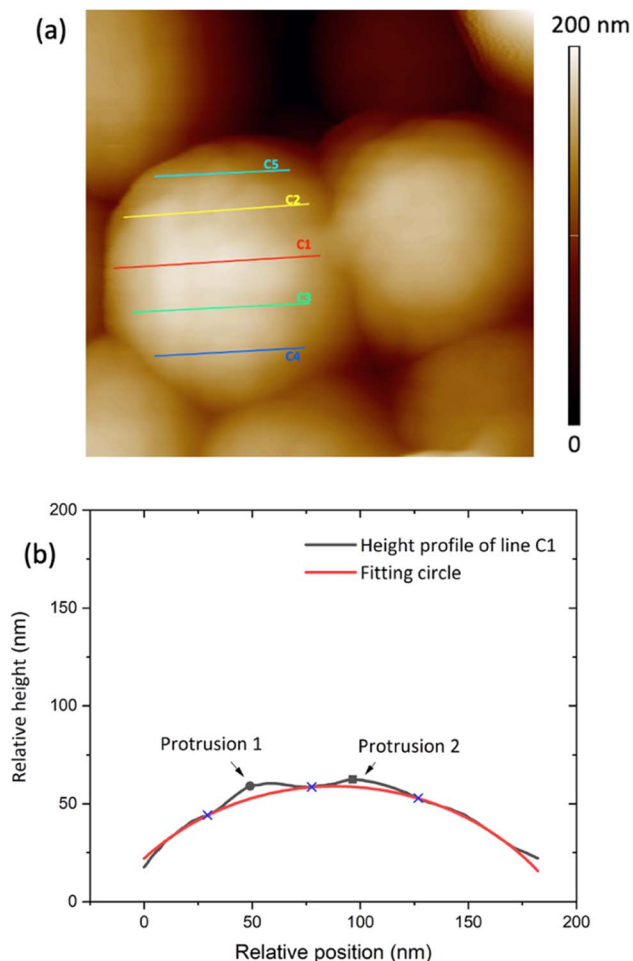 (a)
200 nm
C5
C2
C1
C3
C4
0
(b)
Height profile of line C1
Fitting circle
Protrusion 1
Protrusion 2
Relative height (nm)
200
150
100
50
0
0
50
100
150
200
Relative position (nm)